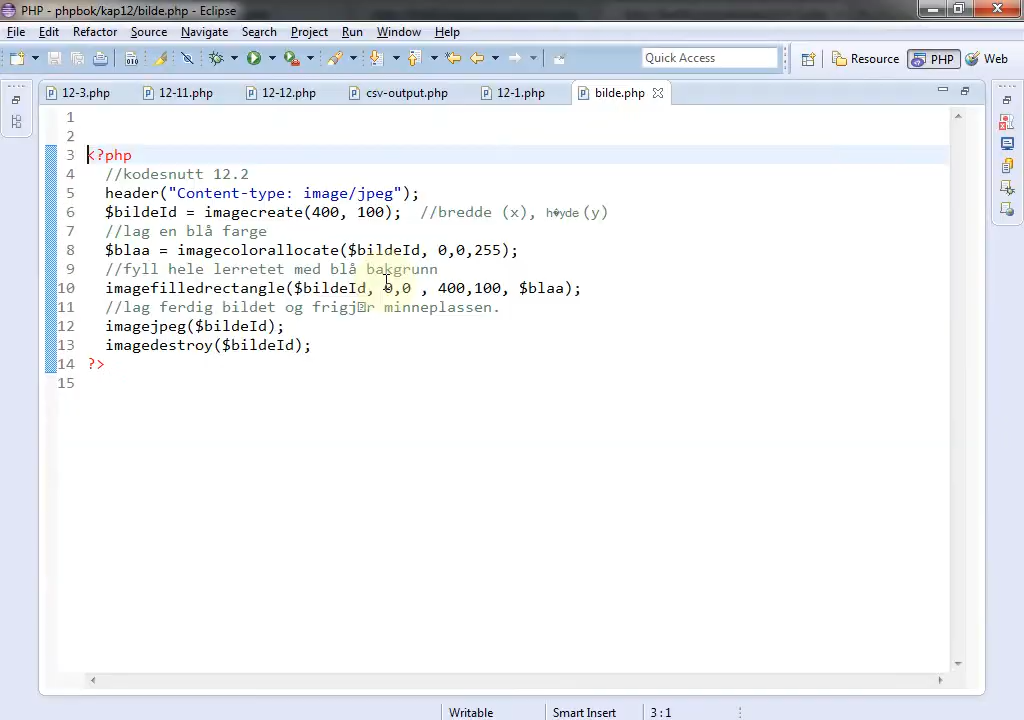 PHP - phpbok/kap12/bilde.php - Eclipse
File Edit Refactor Source Navigate Search Project Run Window Help
Quick Access Resource PHP Web
12-3.php 12-11.php 12-12.php csv-output.php 12-1.php bilde.php
1
2
3 <?php
4 //kodesnutt 12.2
5 header("Content-type: image/jpeg");
6 $bildeId = imagecreate(400, 100); //bredde (x), h�yde(y)
7 //lag en blå farge
8 $blaa = imagecolorallocate($bildeId, 0,0,255);
9 //fyll hele lerretet med blå bakgrunn
10 imagefilledrectangle($bildeId, 0,0 , 400,100, $blaa);
11 //lag ferdig bildet og frigj�r minneplassen.
12 imagejpeg($bildeId);
13 imagedestroy($bildeId);
14 ?>
15
Writable Smart Insert 3:1